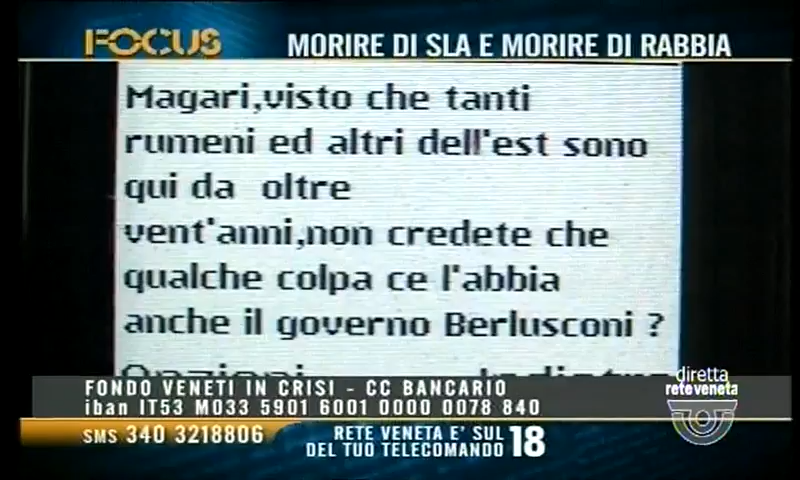 FOCUS
MORIRE DI SLA E MORIRE DI RABBIA
Magari,visto che tanti
rumeni ed altri dell'est sono
qui da oltre
vent'anni,non credete che
qualche colpa ce l'abbia
anche il governo Berlusconi ?
Opzioni Indietro
FONDO VENETI IN CRISI - CC BANCARIO
iban IT53 M033 5901 6001 0000 0078 840
diretta
reteveneta
SMS 340 3218806
RETE VENETA E' SUL
DEL TUO TELECOMANDO 18